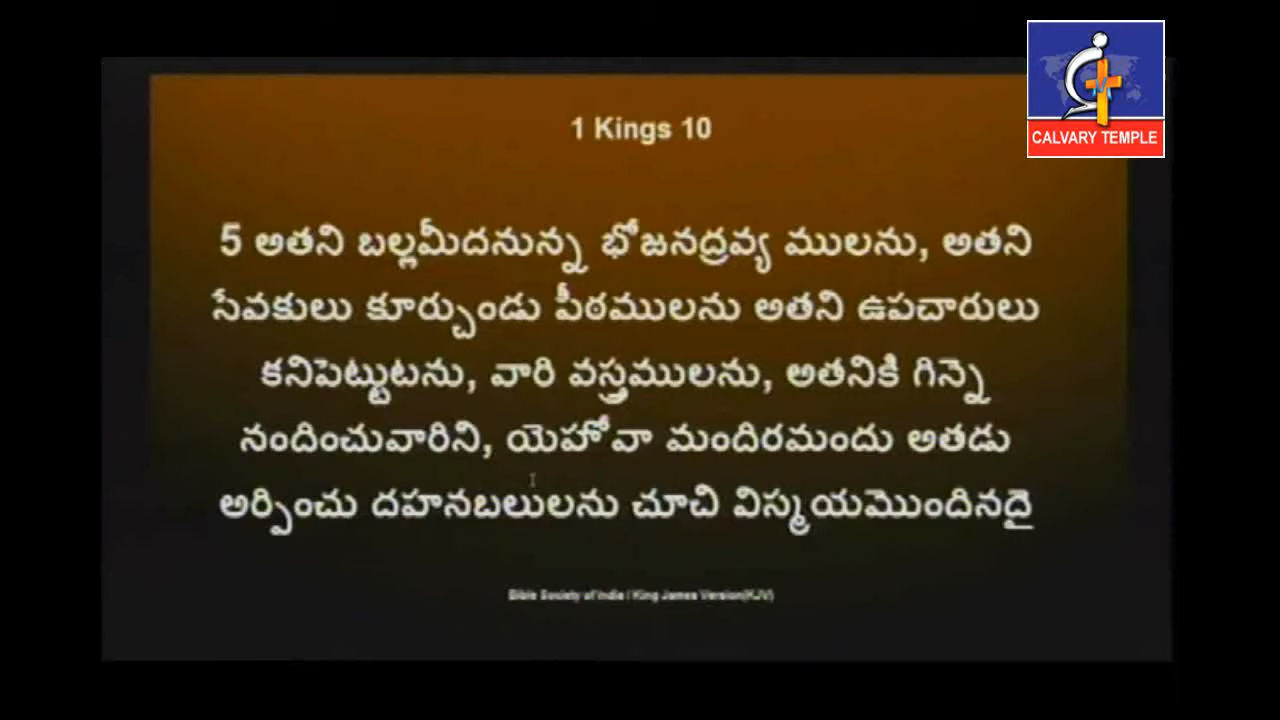 CALVARY TEMPLE
1 Kings 10
5 అతని బల్లమీదనున్న భోజనద్రవ్య ములను, అతని
సేవకులు కూర్చుండు పీఠములను అతని ఉపచారులు
కనిపెట్టుటను, వారి వస్త్రములను, అతనికి గిన్నె
నందించువారిని, యెహోవా మందిరమందు అతడు
అర్పించు దహనబలులను చూచి విస్మయమొందినదై
Bible Society of India / King James Version(KJV)